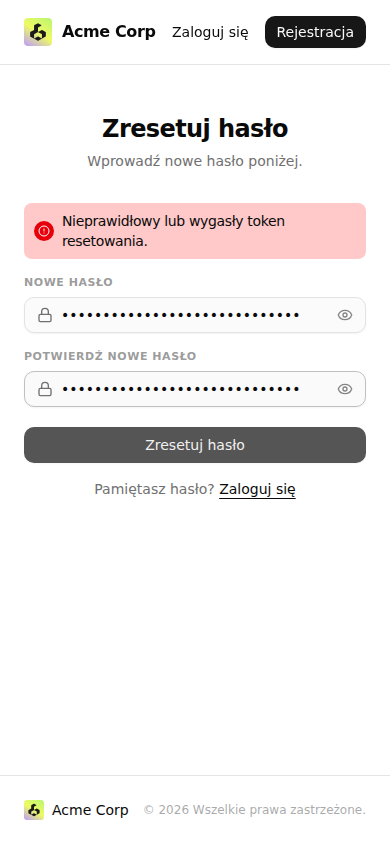 Acme Corp
Zaloguj się
Rejestracja
Zresetuj hasło
Wprowadź nowe hasło poniżej.
Nieprawidłowy lub wygasły token
resetowania.
NOWE HASŁO
•••••••••••••••••••••••••••••
POTWIERDŹ NOWE HASŁO
•••••••••••••••••••••••••••••
Zresetuj hasło
Pamiętasz hasło? Zaloguj się
Acme Corp
© 2026 Wszelkie prawa zastrzeżone.